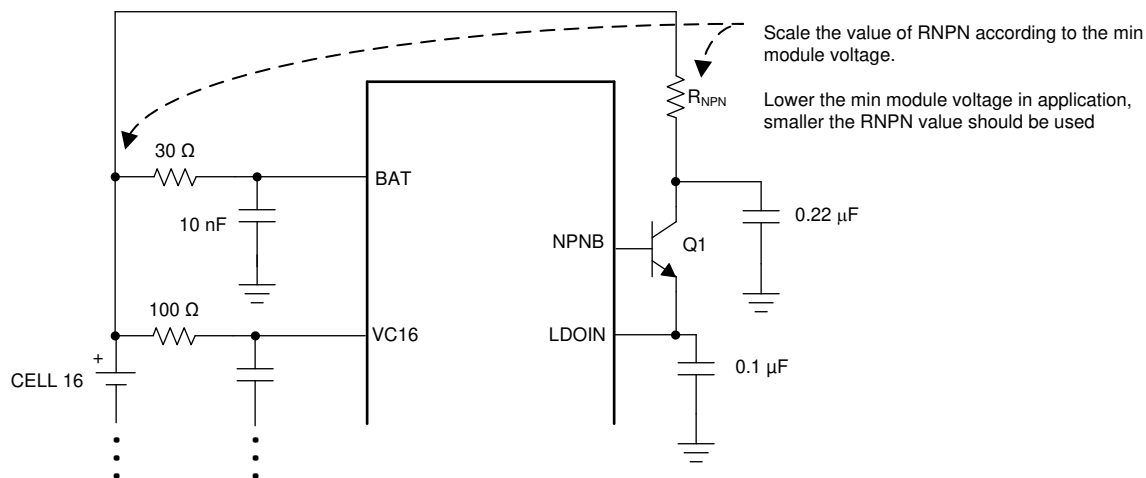 Scale the value of RNPN according to the min
module voltage.
Lower the min module voltage in application,
smaller the RNPN value should be used
RNPN
30 Ω
BAT
10 nF
0.22 μF
NPNB
Q1
100 Ω
VC16
LDOIN
+
CELL 16
0.1 μF